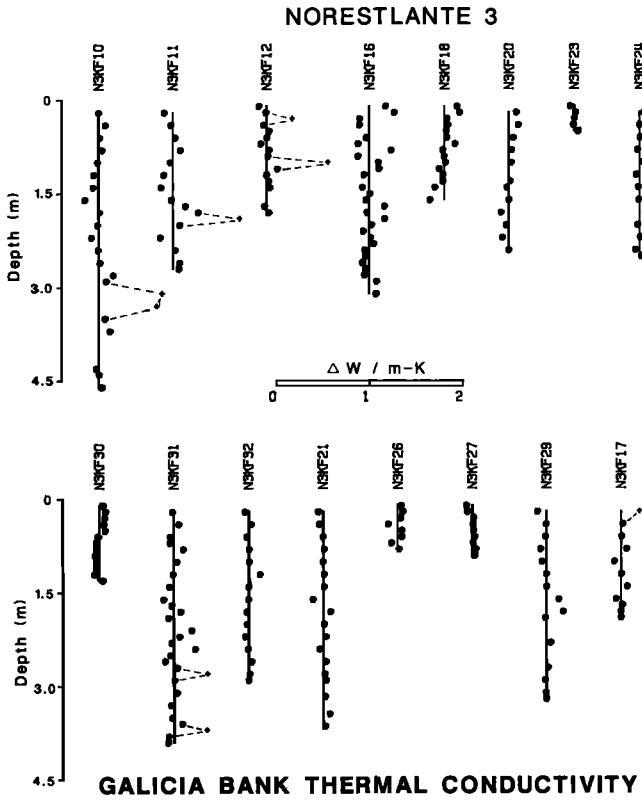 NORESTLANTE 3
N3KF10 N3KF11 N3KF12 N3KF16 N3KF18 N3KF20 N3KF23 N3KF24
0
1.5
3.0
4.5
Depth (m)
Δ W / m-K
0 1 2
N3KF30 N3KF31 N3KF32 N3KF21 N3KF26 N3KF27 N3KF29 N3KF17
0
1.5
3.0
4.5
Depth (m)
GALICIA BANK THERMAL CONDUCTIVITY